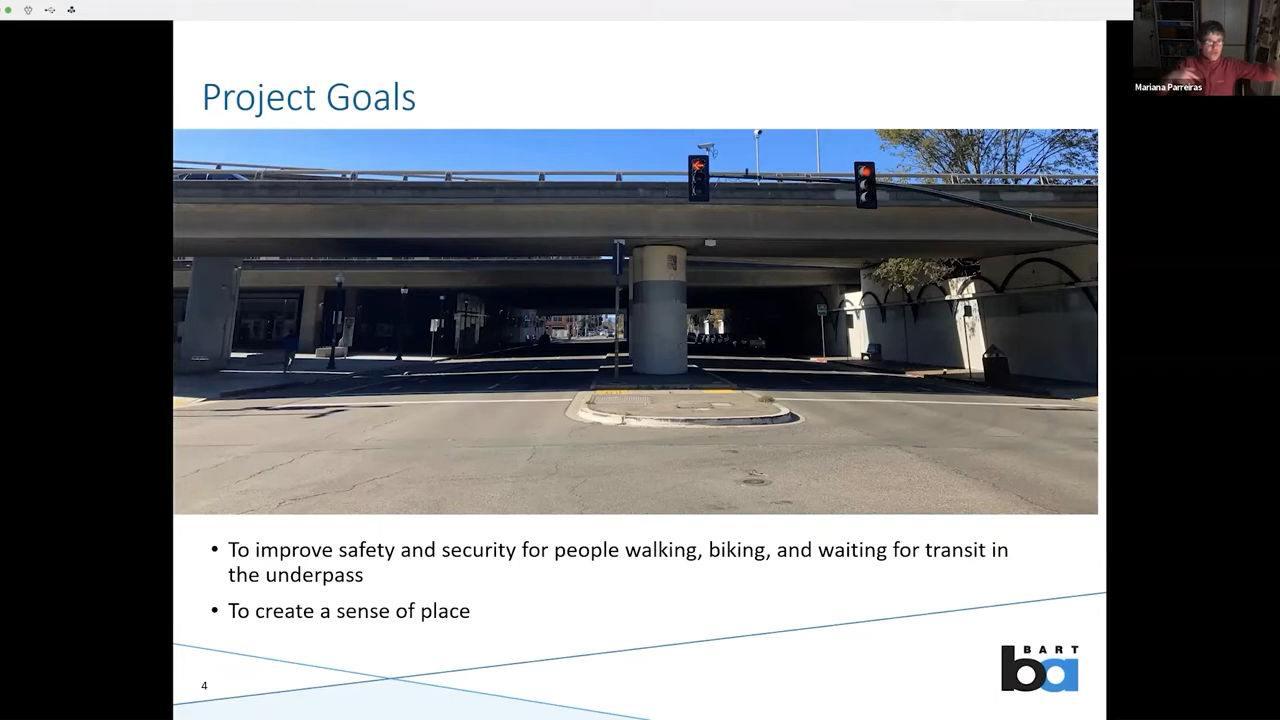 Mariana Parreiras
Project Goals
• To improve safety and security for people walking, biking, and waiting for transit in
the underpass
• To create a sense of place
BART
ba
4